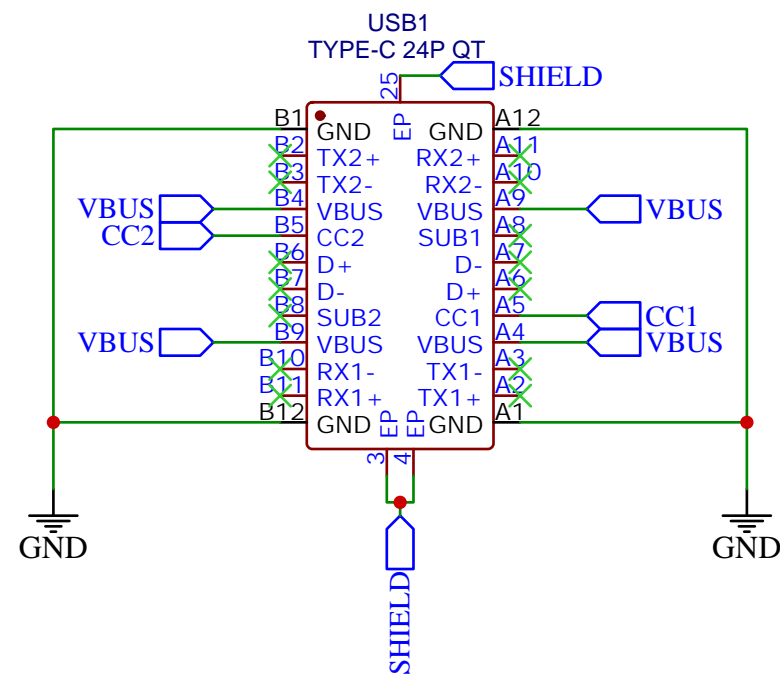 USB1
TYPE-C 24P QT
25
SHIELD
EP
B1 GND GND A12
B2 TX2+ RX2+ A11
B3 TX2- RX2- A10
VBUS B4 VBUS VBUS A9 VBUS
CC2 B5 CC2 SUB1 A8
B6 D+ D- A7
B7 D- D+ A6
B8 SUB2 CC1 A5 CC1
VBUS B9 VBUS VBUS A4 VBUS
B10 RX1- TX1- A3
B11 RX1+ TX1+ A2
B12 GND GND A1
EP EP
3 4
GND GND
SHIELD